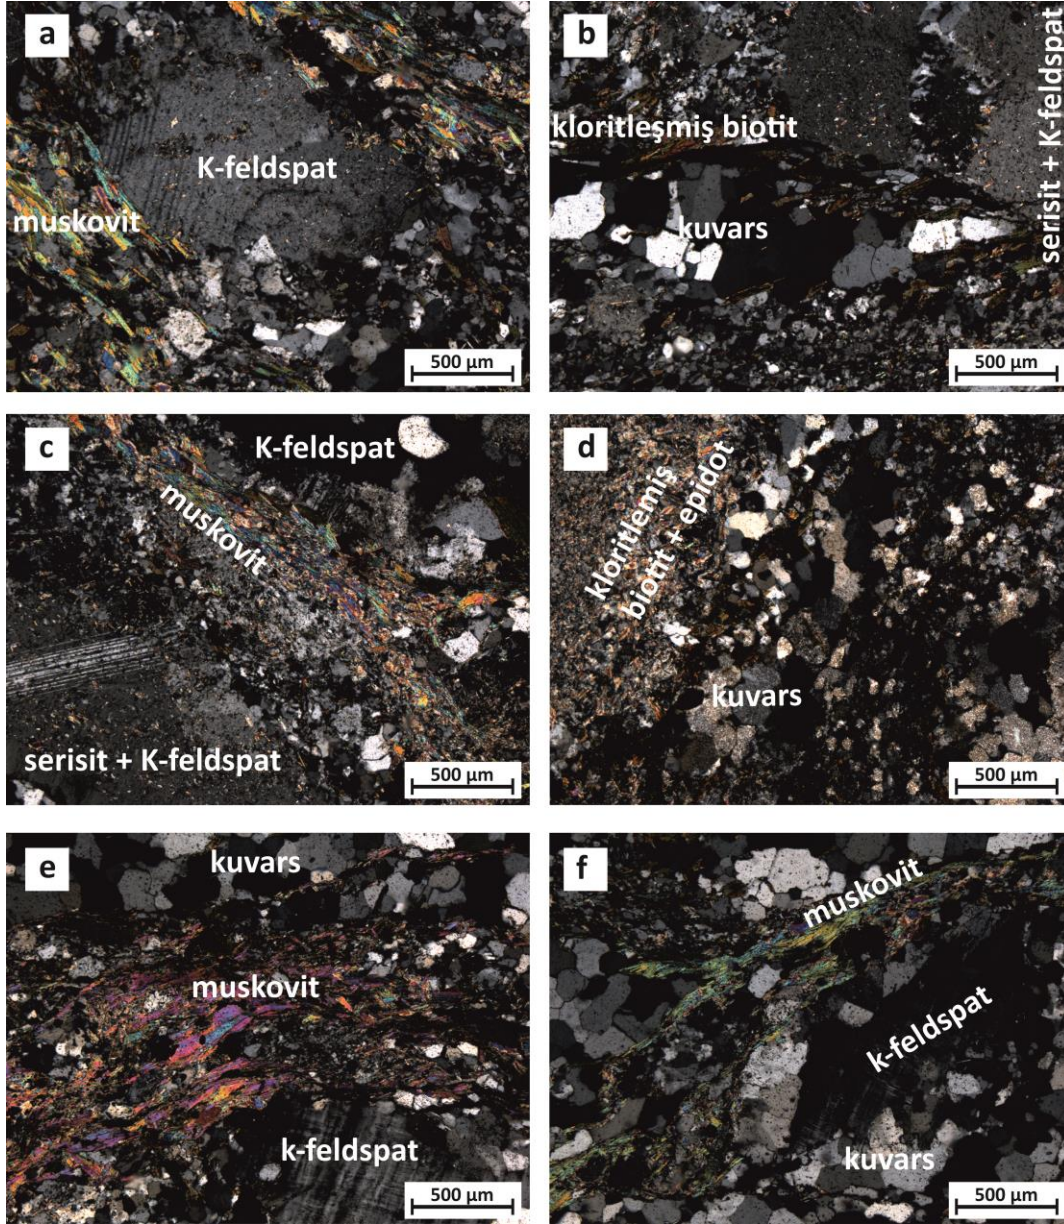 a
K-feldspat
muskovit
500 µm
b
kloritleşmiş biotit
kuvars
serisit + K-feldspat
500 µm
c
K-feldspat
muskovit
serisit + K-feldspat
500 µm
d
kloritlemis
biotit + epidot
kuvars
500 µm
e
kuvars
muskovit
k-feldspat
500 µm
f
muskovit
k-feldspat
kuvars
500 µm